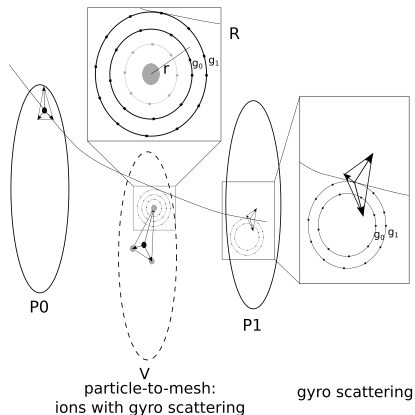 R
r
g₀ g₁
g₀ g₁
P0
P1
V
particle-to-mesh:
ions with gyro scattering
gyro scattering